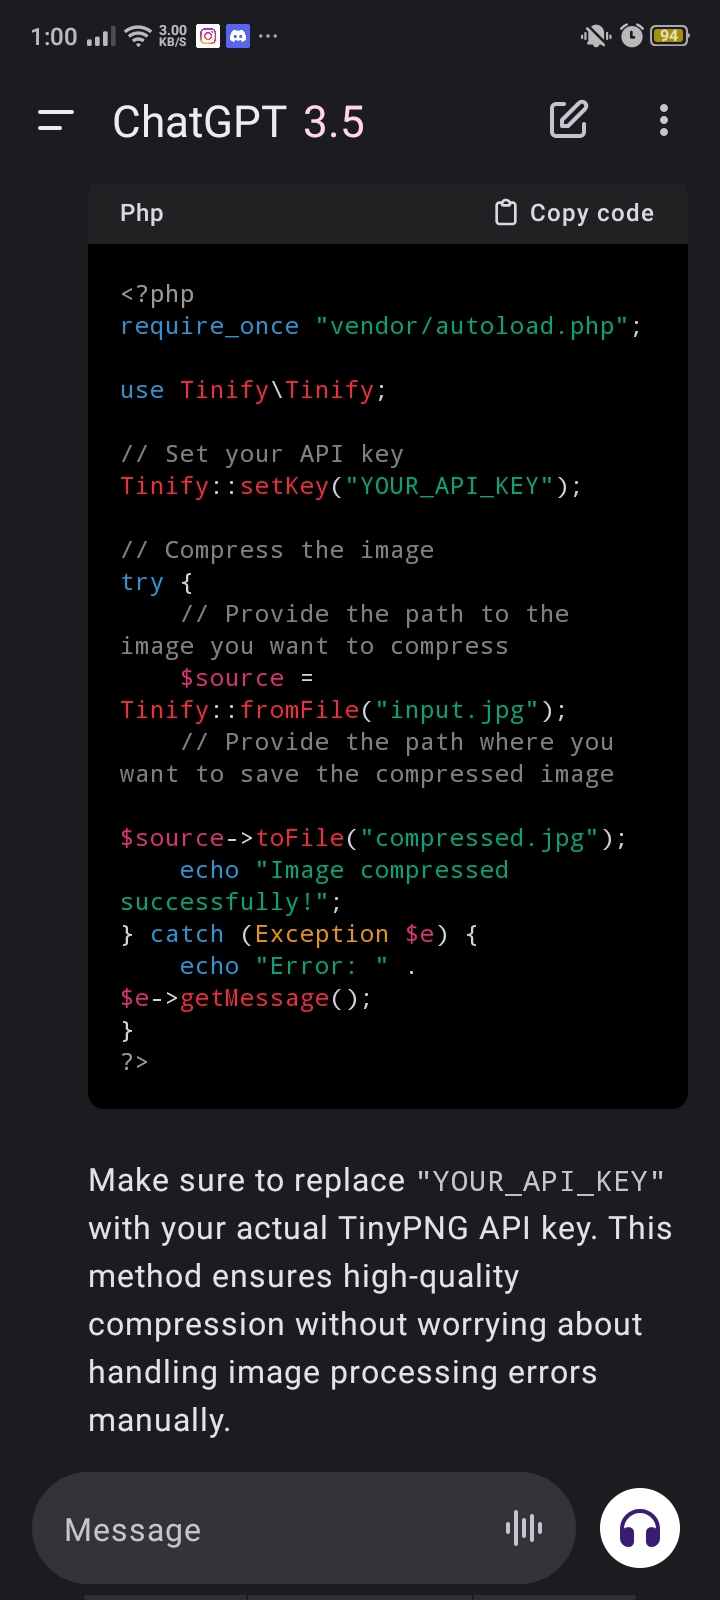 1:00 3.00 KB/S 94
ChatGPT 3.5
Php Copy code
<?php
require_once "vendor/autoload.php";
use Tinify\Tinify;
// Set your API key
Tinify::setKey("YOUR_API_KEY");
// Compress the image
try {
// Provide the path to the
image you want to compress
$source =
Tinify::fromFile("input.jpg");
// Provide the path where you
want to save the compressed image
$source->toFile("compressed.jpg");
echo "Image compressed
successfully!";
} catch (Exception $e) {
echo "Error: " .
$e->getMessage();
}
?>
Make sure to replace "YOUR_API_KEY"
with your actual TinyPNG API key. This
method ensures high-quality
compression without worrying about
handling image processing errors
manually.
Message